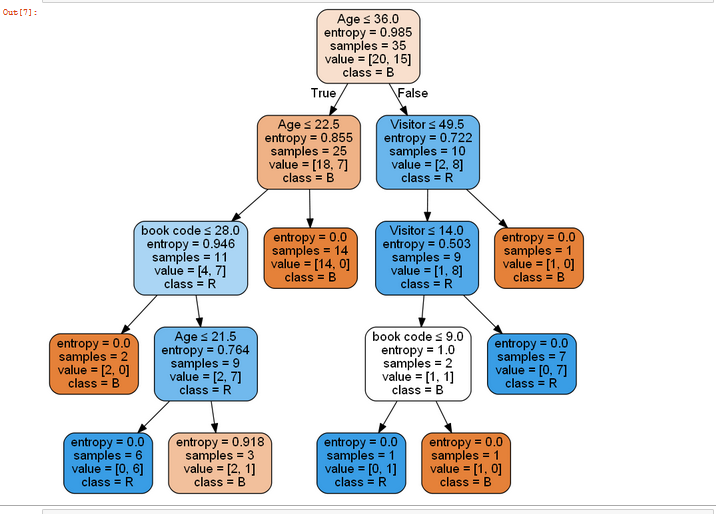 Out[7]:
Age ≤ 36.0
entropy = 0.985
samples = 35
value = [20, 15]
class = B
True
False
Age ≤ 22.5
entropy = 0.855
samples = 25
value = [18, 7]
class = B
Visitor ≤ 49.5
entropy = 0.722
samples = 10
value = [2, 8]
class = R
book code ≤ 28.0
entropy = 0.946
samples = 11
value = [4, 7]
class = R
entropy = 0.0
samples = 14
value = [14, 0]
class = B
Visitor ≤ 14.0
entropy = 0.503
samples = 9
value = [1, 8]
class = R
entropy = 0.0
samples = 1
value = [1, 0]
class = B
entropy = 0.0
samples = 2
value = [2, 0]
class = B
Age ≤ 21.5
entropy = 0.764
samples = 9
value = [2, 7]
class = R
book code ≤ 9.0
entropy = 1.0
samples = 2
value = [1, 1]
class = B
entropy = 0.0
samples = 7
value = [0, 7]
class = R
entropy = 0.0
samples = 6
value = [0, 6]
class = R
entropy = 0.918
samples = 3
value = [2, 1]
class = B
entropy = 0.0
samples = 1
value = [0, 1]
class = R
entropy = 0.0
samples = 1
value = [1, 0]
class = B